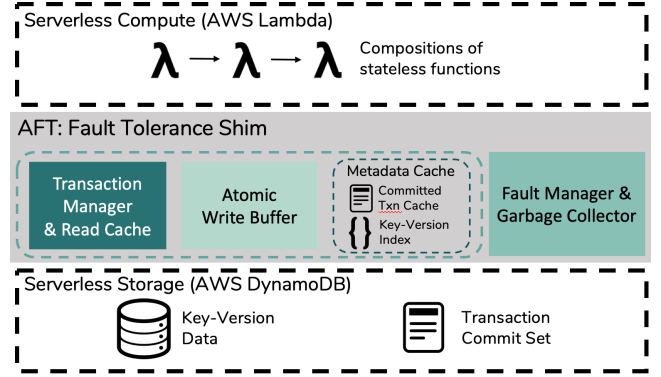 Serverless Compute (AWS Lambda)
λ → λ → λ
Compositions of
stateless functions
AFT: Fault Tolerance Shim
Transaction
Manager
& Read Cache
Atomic
Write Buffer
Metadata Cache
Committed
Txn Cache
{} Key-Version
Index
Fault Manager &
Garbage Collector
Serverless Storage (AWS DynamoDB)
Key-Version
Data
Transaction
Commit Set